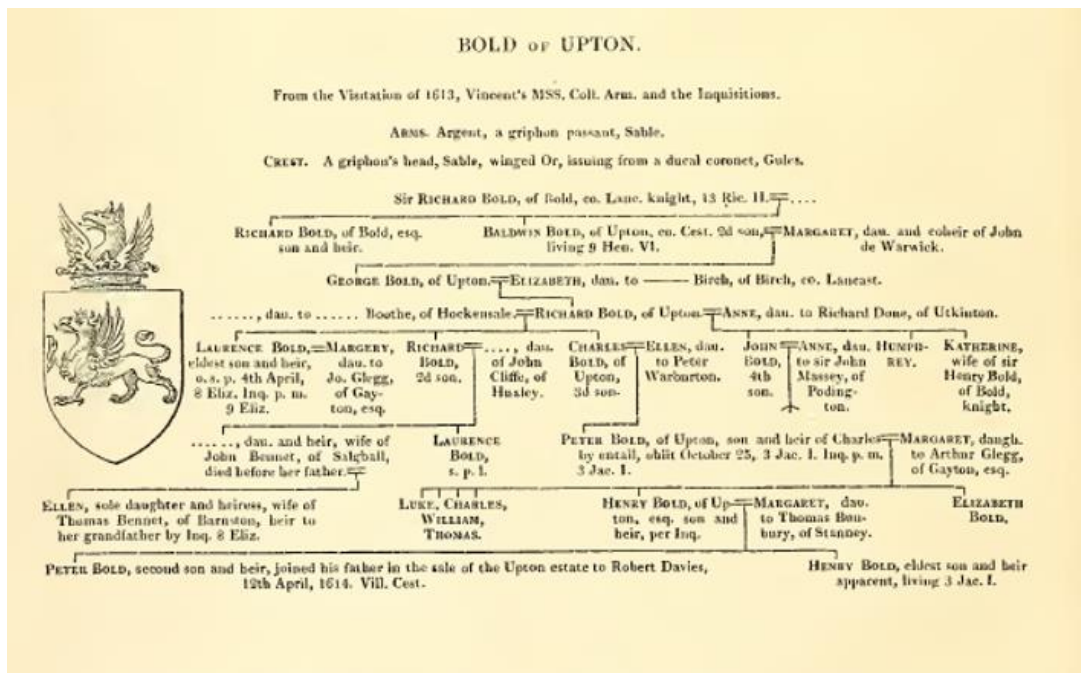 BOLD OF UPTON.
From the Visitation of 1613, Vincent's MSS. Coll. Arm. and the Inquisitions.
ARMS. Argent, a griphon passant, Sable.
CREST. A griphon's head, Sable, winged Or, issuing from a ducal coronet, Gules.
Sir RICHARD BOLD, of Bold, co. Lanc. knight, 13 Ric. II.=....
RICHARD BOLD, of Bold, esq.
son and heir.
BALDWIN BOLD, of Upton, co. Cest. 2d son,=MARGARET, dau. and coheir of John
living 9 Hen. VI.
de Warwick.
GEORGE BOLD, of Upton.=ELIZABETH, dau. to —— Birch, of Birch, co. Lancast.
......, dau. to ...... Boothe, of Hockensale.=RICHARD BOLD, of Upton=ANNE, dau. to Richard Done, of Utkinton.
LAURENCE BOLD,=
eldest son and heir,
o. s. p. 4th April,
8 Eliz. Inq. p. m.
9 Eliz.
MARGERY,
dau. to
Jo. Glegg,
of Gay-
ton, esq.
RICHARD=
BOLD,
2d son.
...., dau.
of John
Cliffe, of
Huxley.
CHARLES=
BOLD, of
Upton,
3d son.
ELLEN, dau.
to Peter
Warburton.
JOHN=
BOLD,
4th
son.
ANNE, dau.
to sir John
Massey, of
Poding-
ton.
HUMPH-
REY.
KATHERINE,
wife of sir
Henry Bold,
of Bold,
knight.
......, dau. and heir, wife of
John Bennet, of Salgball,
died before her father.=
LAURENCE
BOLD,
s. p. l.
PETER BOLD, of Upton, son and heir of Charles=
by entail, obiit October 25, 3 Jac. I. Inq. p. m.
3 Jac. I.
MARGARET, daugh.
to Arthur Glegg,
of Gayton, esq.
ELLEN, sole daughter and heiress, wife of
Thomas Bennet, of Barnston, heir to
her grandfather by Inq. 8 Eliz.
LUKE, CHARLES,
WILLIAM,
THOMAS.
HENRY BOLD, of Up-=
ton, esq. son and
heir, per Inq.
MARGARET, dau.
to Thomas Bun-
bury, of Stanney.
ELIZABETH
BOLD.
PETER BOLD, second son and heir, joined his father in the sale of the Upton estate to Robert Davies,
12th April, 1614. Vill. Cest.
HENRY BOLD, eldest son and heir
apparent, living 3 Jac. I.